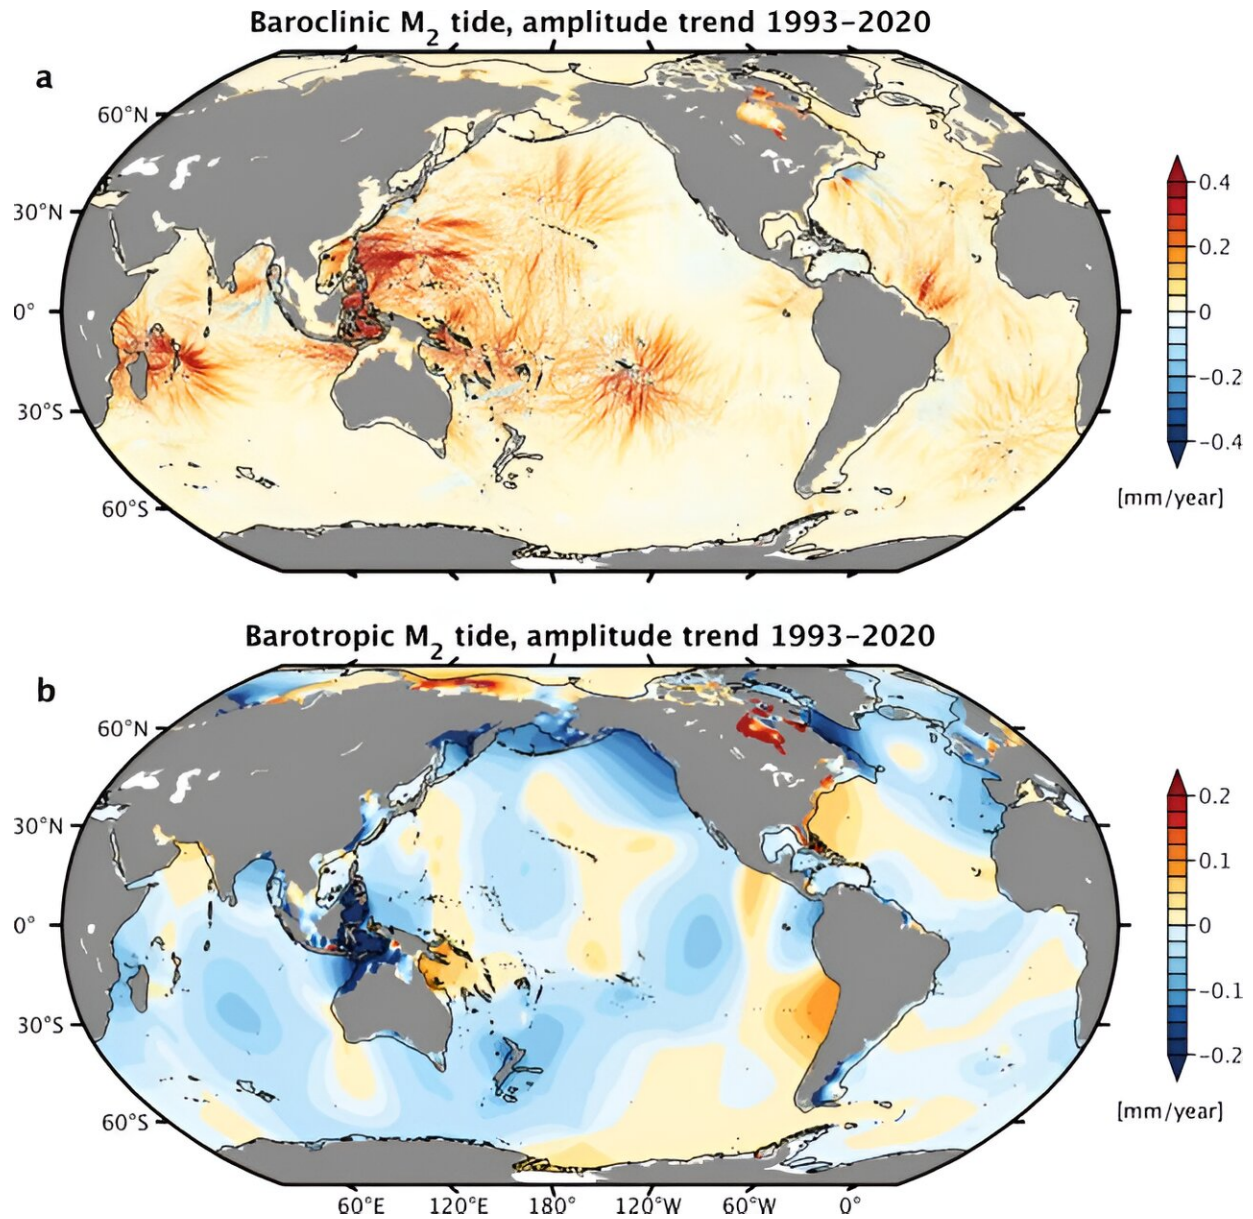 Baroclinic M₂ tide, amplitude trend 1993–2020
a
60°N
30°N
0°
30°S
60°S
0.4
0.2
0
−0.2
−0.4
[mm/year]
Barotropic M₂ tide, amplitude trend 1993–2020
b
60°N
30°N
0°
30°S
60°S
0.2
0.1
0
−0.1
−0.2
[mm/year]
60°E 120°E 180° 120°W 60°W 0°